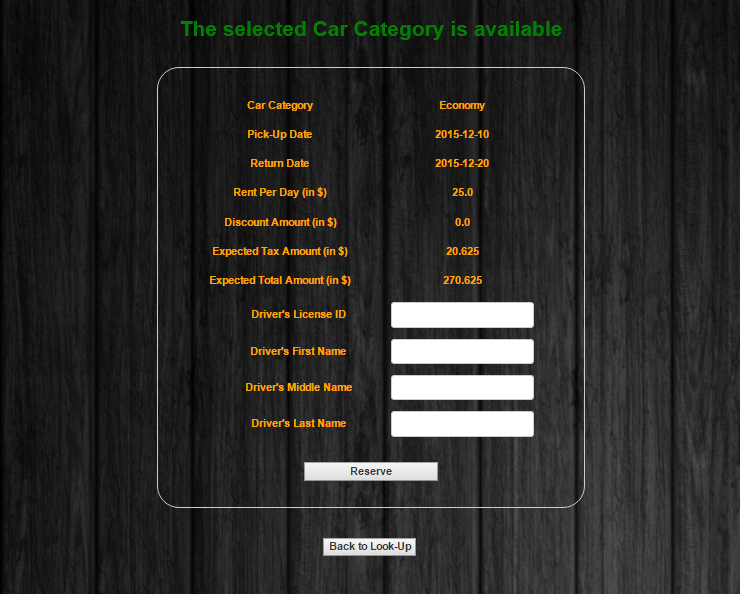 The selected Car Category is available
Car Category Economy
Pick-Up Date 2015-12-10
Return Date 2015-12-20
Rent Per Day (in $) 25.0
Discount Amount (in $) 0.0
Expected Tax Amount (in $) 20.625
Expected Total Amount (in $) 270.625
Driver's License ID
Driver's First Name
Driver's Middle Name
Driver's Last Name
Reserve
Back to Look-Up